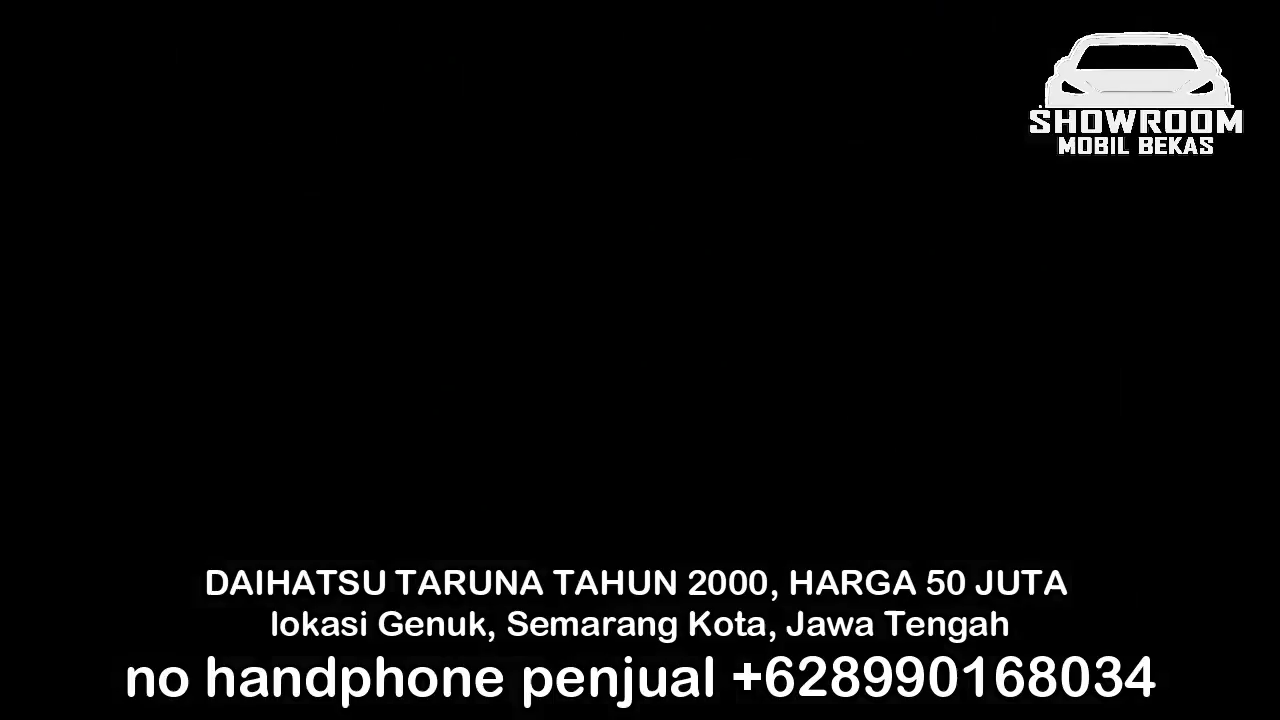 SHOWROOM
MOBIL BEKAS
DAIHATSU TARUNA TAHUN 2000, HARGA 50 JUTA
lokasi Genuk, Semarang Kota, Jawa Tengah
no handphone penjual +628990168034